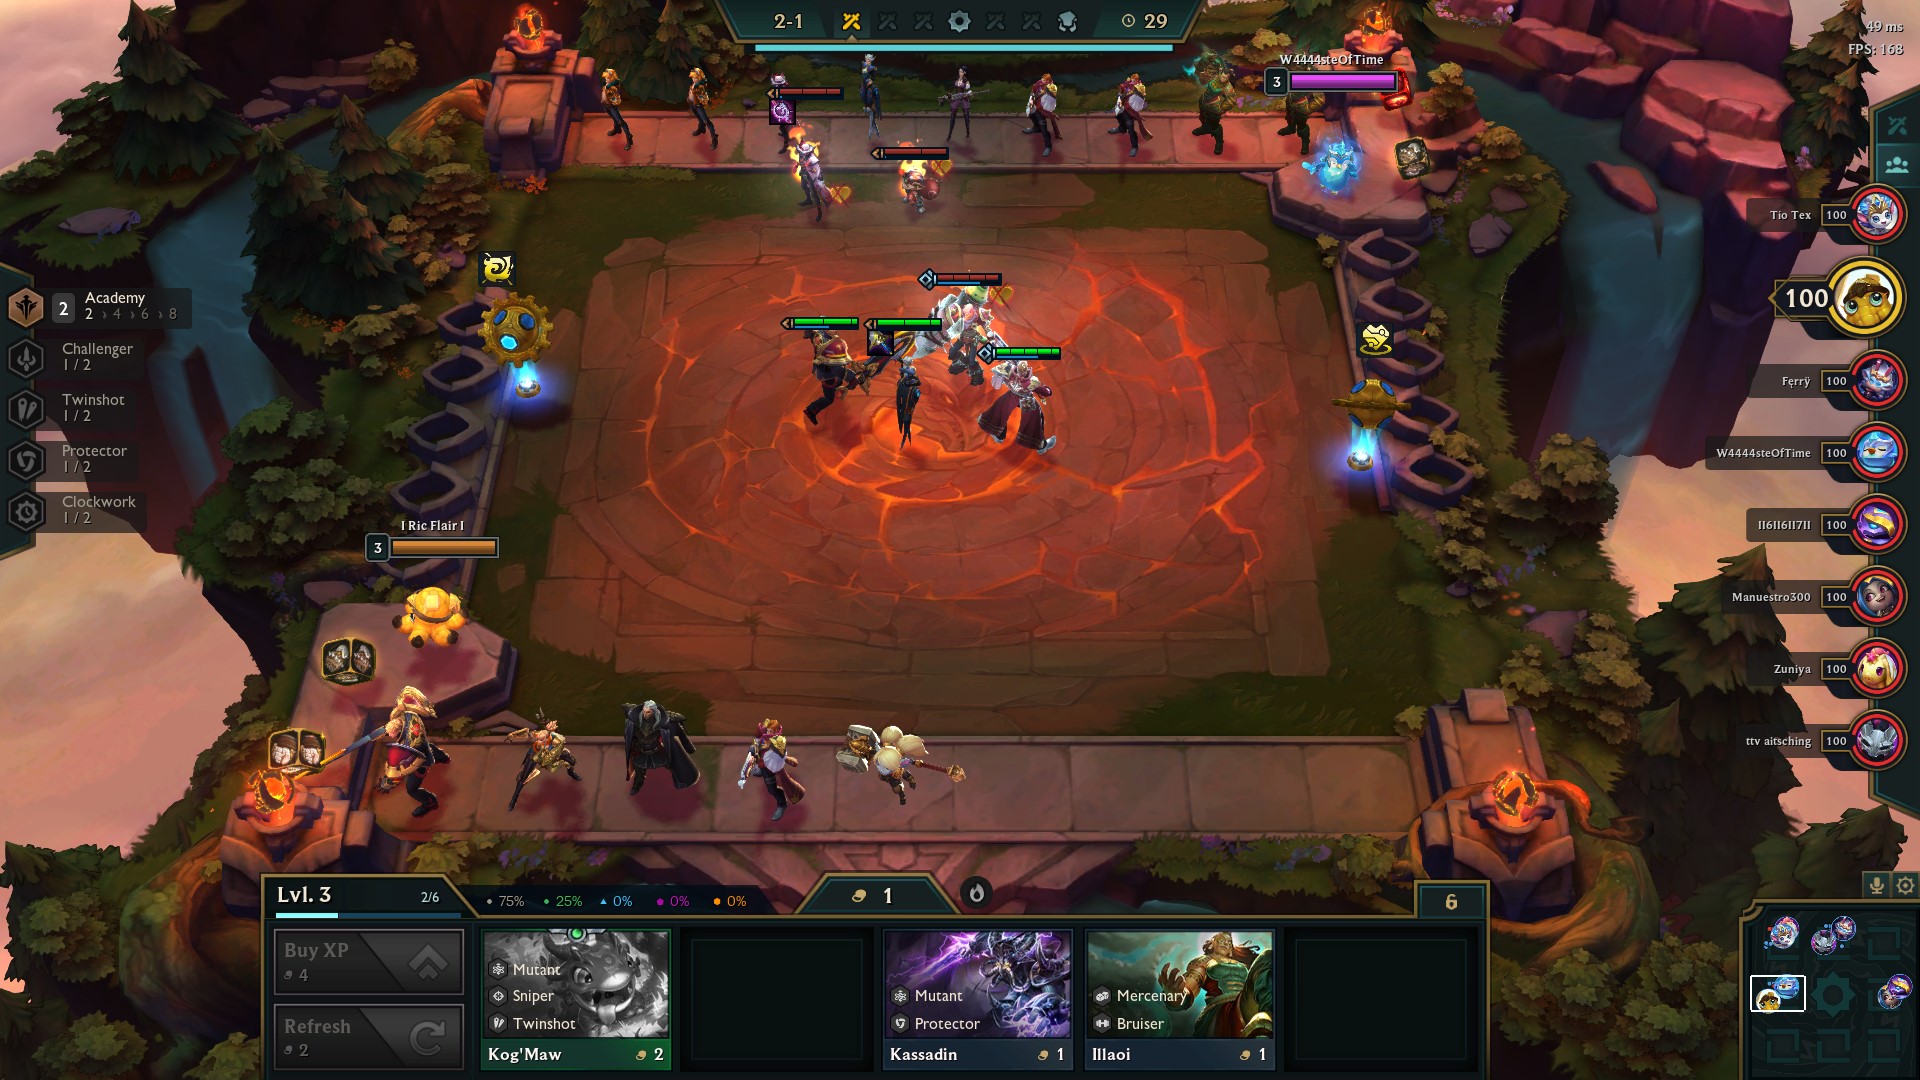 2-1
29
49 ms
FPS: 168
W4444steOfTime
3
Tio Tex 100
100
Ferrÿ 100
W4444steOfTime 100
100
Manuestro300 100
Zuniya 100
ttv aitsching 100
2 Academy
2 › 4 › 6 › 8
Challenger
1 / 2
Twinshot
1 / 2
Protector
1 / 2
Clockwork
1 / 2
I Ric Flair I
3
Lvl. 3 2/6
75% 25% 0% 0% 0%
1
6
Buy XP
4
Refresh
2
Mutant
Sniper
Twinshot
Kog'Maw 2
Mutant
Protector
Kassadin 1
Mercenary
Bruiser
Illaoi 1